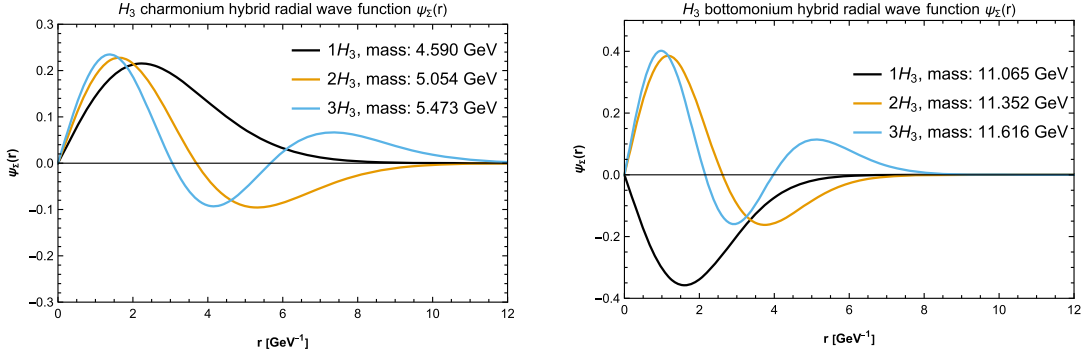 H₃ charmonium hybrid radial wave function ψ_Σ(r)
0.3
0.2
0.1
0.0
−0.1
−0.2
−0.3
ψ_Σ(r)
1H₃, mass: 4.590 GeV
2H₃, mass: 5.054 GeV
3H₃, mass: 5.473 GeV
0 2 4 6 8 10 12
r [GeV⁻¹]
H₃ bottomonium hybrid radial wave function ψ_Σ(r)
0.4
0.2
0.0
−0.2
−0.4
ψ_Σ(r)
1H₃, mass: 11.065 GeV
2H₃, mass: 11.352 GeV
3H₃, mass: 11.616 GeV
0 2 4 6 8 10 12
r [GeV⁻¹]